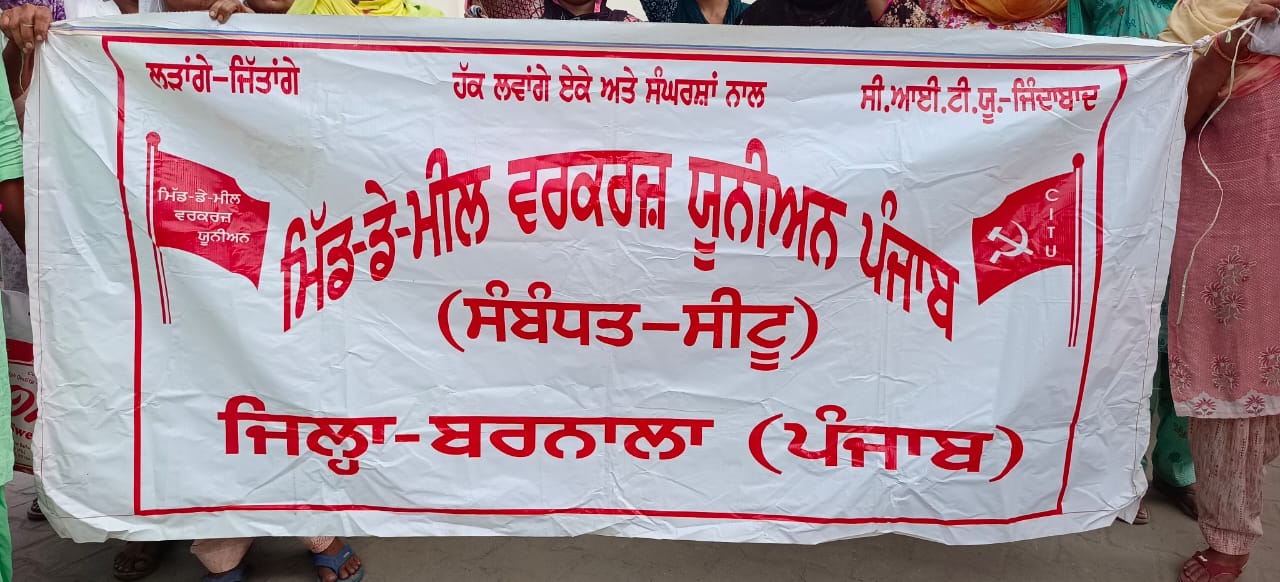 ਲੜਾਂਗੇ-ਜਿੱਤਾਂਗੇ
ਹੱਕ ਲਵਾਂਗੇ ਏਕੇ ਅਤੇ ਸੰਘਰਸ਼ਾਂ ਨਾਲ
ਸੀ.ਆਈ.ਟੀ.ਯੂ.-ਜਿੰਦਾਬਾਦ
ਮਿੱਡ-ਡੇ-ਮੀਲ
ਵਰਕਰਜ਼
ਯੂਨੀਅਨ
ਮਿੱਡ-ਡੇ-ਮੀਲ ਵਰਕਰਜ਼ ਯੂਨੀਅਨ ਪੰਜਾਬ
CITU
(ਸੰਬੰਧਤ-ਸੀਟੂ)
ਜਿਲ੍ਹਾ-ਬਰਨਾਲਾ (ਪੰਜਾਬ)